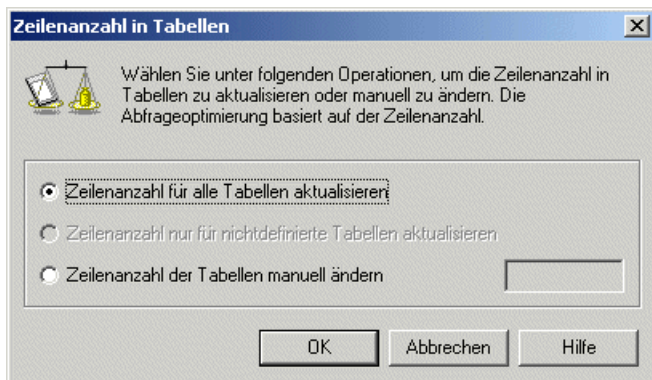 Zeilenanzahl in Tabellen
Wählen Sie unter folgenden Operationen, um die Zeilenanzahl in
Tabellen zu aktualisieren oder manuell zu ändern. Die
Abfrageoptimierung basiert auf der Zeilenanzahl.
Zeilenanzahl für alle Tabellen aktualisieren
Zeilenanzahl nur für nichtdefinierte Tabellen aktualisieren
Zeilenanzahl der Tabellen manuell ändern
OK Abbrechen Hilfe